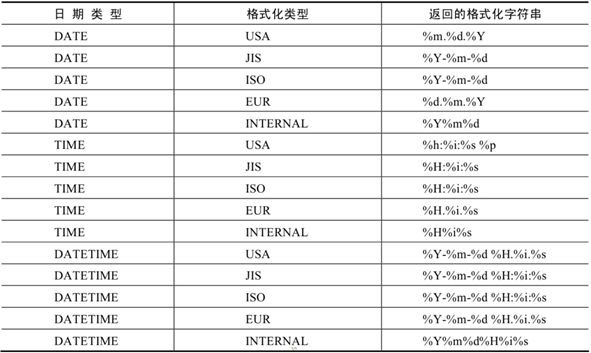 日 期 类 型 格式化类型 返回的格式化字符串
DATE USA %m.%d.%Y
DATE JIS %Y-%m-%d
DATE ISO %Y-%m-%d
DATE EUR %d.%m.%Y
DATE INTERNAL %Y%m%d
TIME USA %h:%i:%s %p
TIME JIS %H:%i:%s
TIME ISO %H:%i:%s
TIME EUR %H.%i.%s
TIME INTERNAL %H%i%s
DATETIME USA %Y-%m-%d %H.%i.%s
DATETIME JIS %Y-%m-%d %H:%i:%s
DATETIME ISO %Y-%m-%d %H:%i:%s
DATETIME EUR %Y-%m-%d %H.%i.%s
DATETIME INTERNAL %Y%m%d%H%i%s